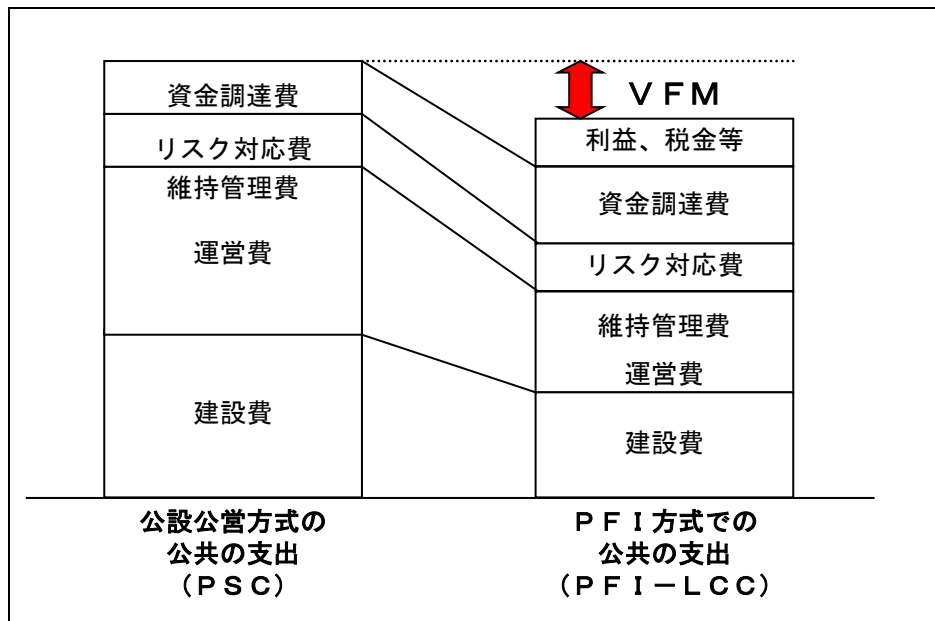 資金調達費
リスク対応費
維持管理費
運営費
建設費
ＶＦＭ
利益、税金等
資金調達費
リスク対応費
維持管理費
運営費
建設費
公設公営方式の
公共の支出
（ＰＳＣ）
ＰＦＩ方式での
公共の支出
（ＰＦＩ－ＬＣＣ）